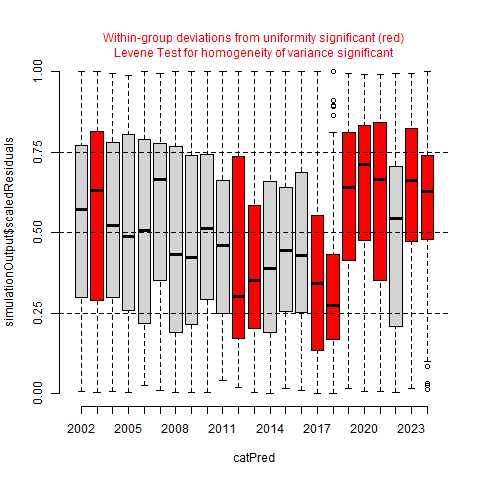 Within-group deviations from uniformity significant (red)
Levene Test for homogeneity of variance significant
simulationOutput$scaledResiduals
1.00
0.75
0.50
0.25
0.00
2002 2005 2008 2011 2014 2017 2020 2023
catPred